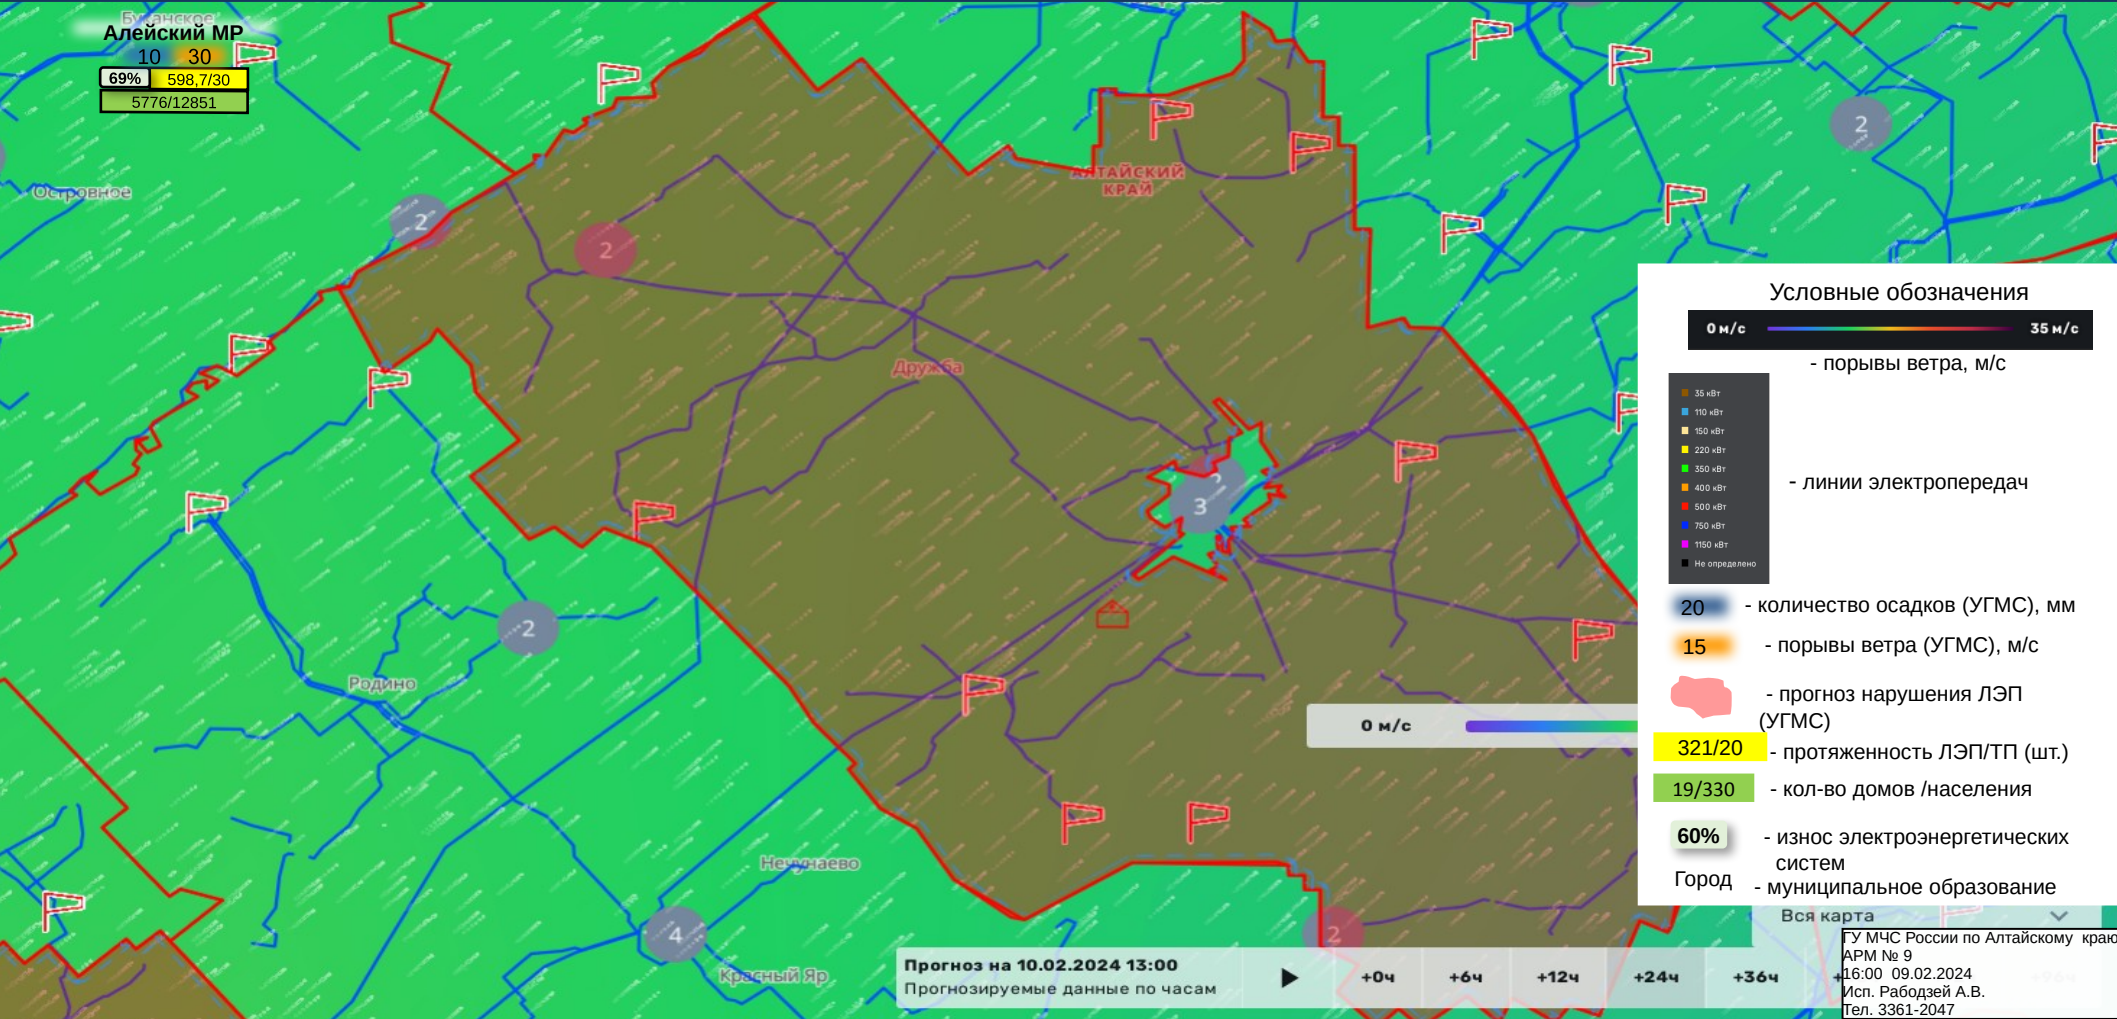 Буканское
Алейский МР
10 30
69% 598,7/30
5776/12851
Островное
2
2
2
АЛТАЙСКИЙ
КРАЙ
Дружба
3
2
Родино
Нечунаево
4
Красный Яр
2
0 м/с
Условные обозначения
0 м/с 35 м/с
- порывы ветра, м/с
35 кВт
110 кВт
150 кВт
220 кВт
350 кВт
400 кВт
500 кВт
750 кВт
1150 кВт
Не определено
- линии электропередач
20 - количество осадков (УГМС), мм
15 - порывы ветра (УГМС), м/с
- прогноз нарушения ЛЭП
(УГМС)
321/20 - протяженность ЛЭП/ТП (шт.)
19/330 - кол-во домов /населения
60% - износ электроэнергетических
систем
Город - муниципальное образование
Вся карта
Прогноз на 10.02.2024 13:00
Прогнозируемые данные по часам
+0ч +6ч +12ч +24ч +36ч
ГУ МЧС России по Алтайскому краю
АРМ № 9
16:00 09.02.2024
Исп. Рабодзей А.В.
Тел. 3361-2047